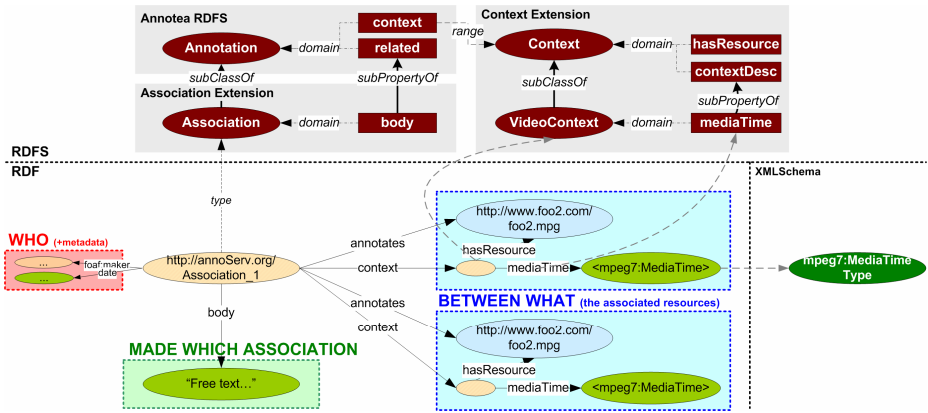 Annotea RDFS
Context Extension
context
range
Annotation
domain
related
Context
domain
hasResource
contextDesc
subClassOf
subPropertyOf
subClassOf
subPropertyOf
Association Extension
Association
domain
body
VideoContext
domain
mediaTime
RDFS
RDF
XMLSchema
type
WHO (+metadata)
...
foaf:maker
...
date
http://annoServ.org/
Association_1
annotates
context
http://www.foo2.com/
foo2.mpg
hasResource
mediaTime
<mpeg7:MediaTime>
mpeg7:MediaTime
Type
BETWEEN WHAT (the associated resources)
annotates
context
http://www.foo2.com/
foo2.mpg
hasResource
mediaTime
<mpeg7:MediaTime>
body
MADE WHICH ASSOCIATION
“Free text...”